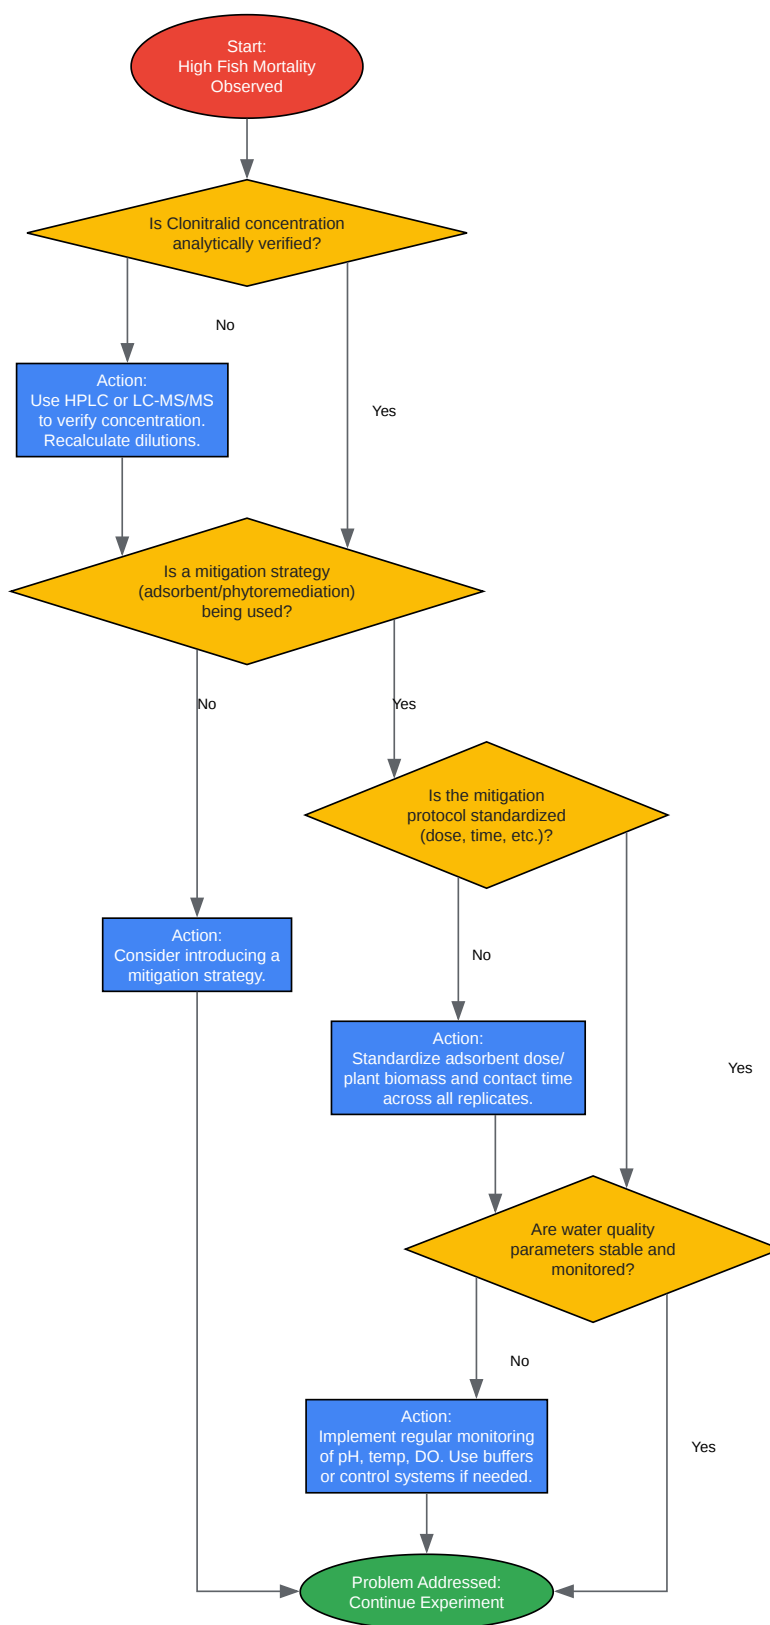 Start:
High Fish Mortality
Observed
Is Clonitralid concentration
analytically verified?
No
Yes
Action:
Use HPLC or LC-MS/MS
to verify concentration.
Recalculate dilutions.
Is a mitigation strategy
(adsorbent/phytoremediation)
being used?
No
Yes
Is the mitigation
protocol standardized
(dose, time, etc.)?
Action:
Consider introducing a
mitigation strategy.
No
Action:
Standardize adsorbent dose/
plant biomass and contact time
across all replicates.
Yes
Are water quality
parameters stable and
monitored?
No
Action:
Implement regular monitoring
of pH, temp, DO. Use buffers
or control systems if needed.
Yes
Problem Addressed:
Continue Experiment